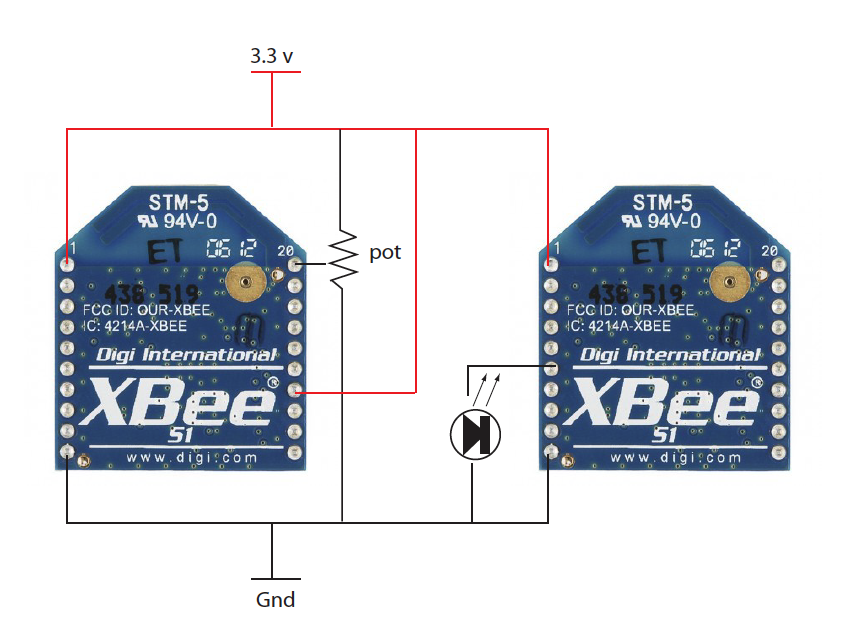 3.3 v
STM-5
94V-0
ET 0612
1
20
438 519
FCC ID: OUR-XBEE
IC: 4214A-XBEE
Digi International
XBee®
S1
www.digi.com
pot
STM-5
94V-0
ET 0612
1
20
438 519
FCC ID: OUR-XBEE
IC: 4214A-XBEE
Digi International
XBee®
S1
www.digi.com
Gnd